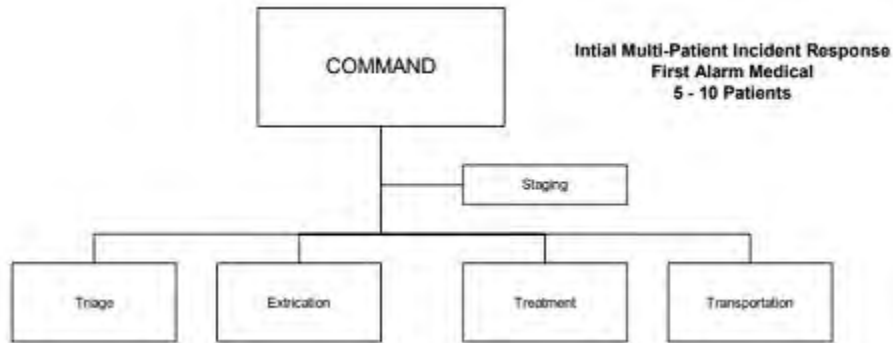 COMMAND
Intial Multi-Patient Incident Response
First Alarm Medical
5 - 10 Patients
Staging
Triage
Extrication
Treatment
Transportation